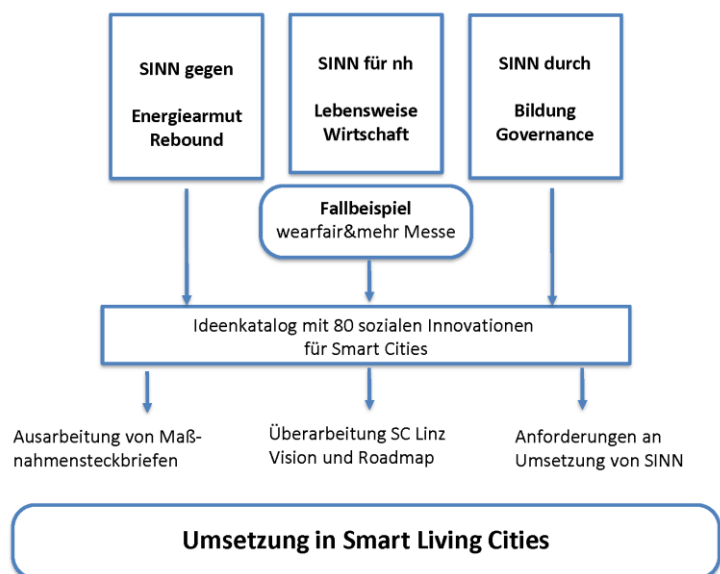 SINN gegen
Energiearmut
Rebound
SINN für nh
Lebensweise
Wirtschaft
SINN durch
Bildung
Governance
Fallbeispiel
wearfair&mehr Messe
Ideenkatalog mit 80 sozialen Innovationen
für Smart Cities
Ausarbeitung von Maß-
nahmensteckbriefen
Überarbeitung SC Linz
Vision und Roadmap
Anforderungen an
Umsetzung von SINN
Umsetzung in Smart Living Cities